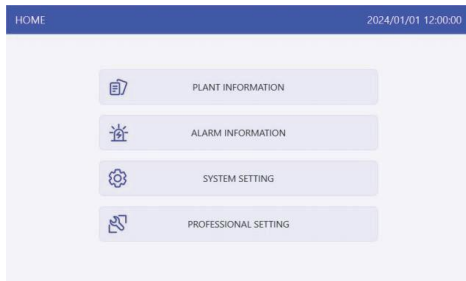 HOME
2024/01/01 12:00:00
PLANT INFORMATION
ALARM INFORMATION
SYSTEM SETTING
PROFESSIONAL SETTING